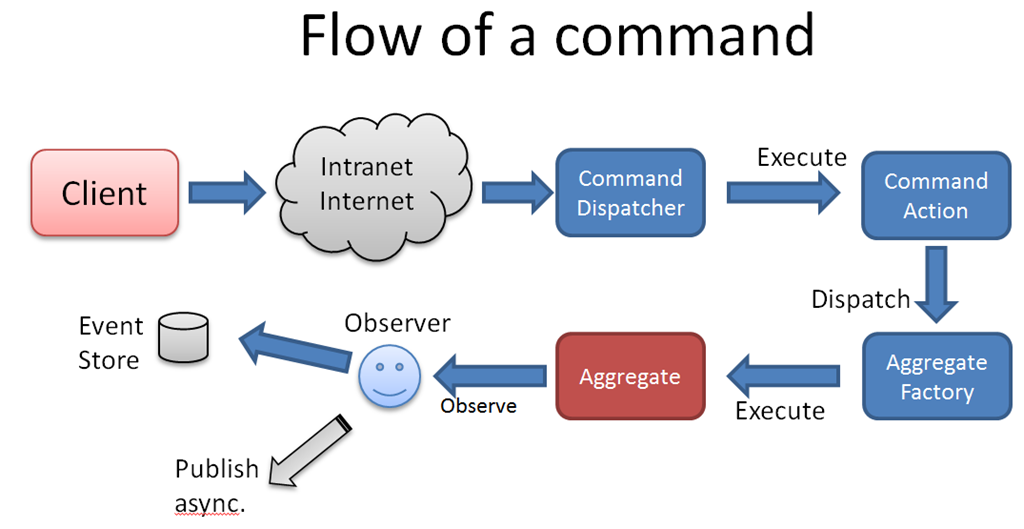 Flow of a command
Client
Intranet
Internet
Command
Dispatcher
Execute
Command
Action
Dispatch
Aggregate
Factory
Execute
Aggregate
Observe
Observer
Event
Store
Publish
async.